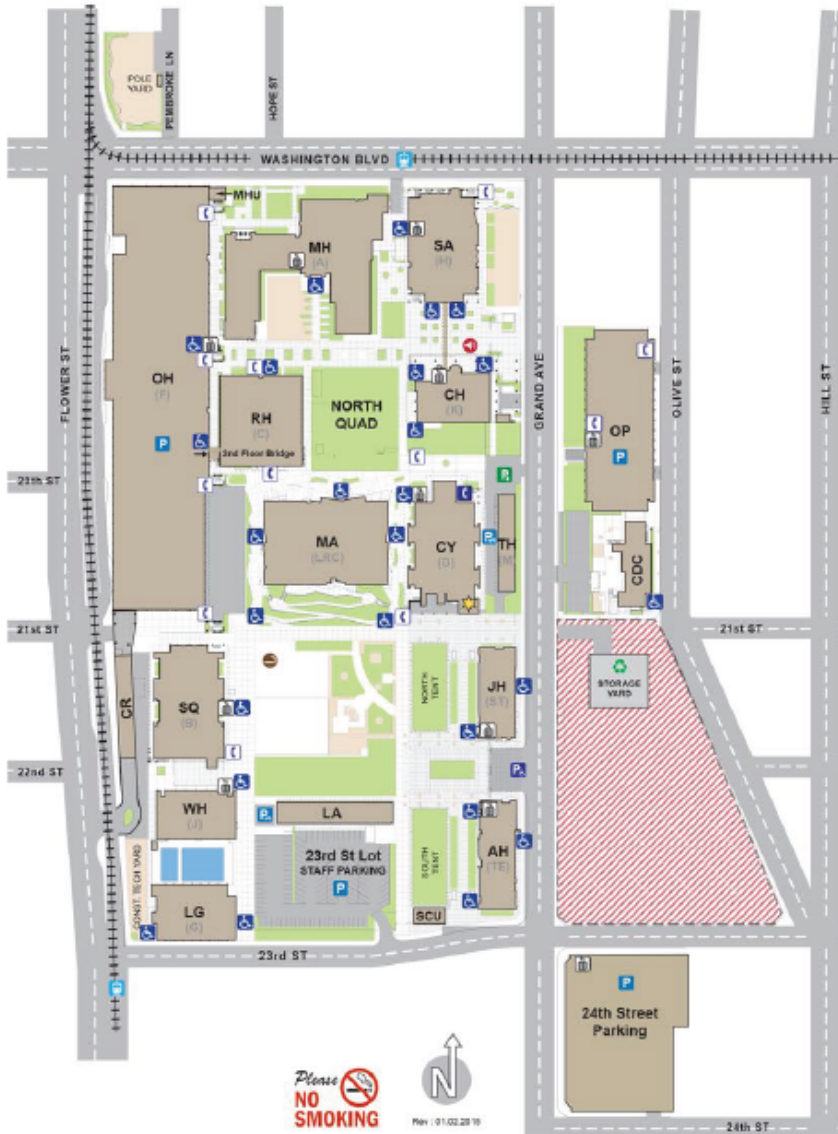 POLE
YARD
PEMBROKE LN
HOPE ST
WASHINGTON BLVD
MHU
MH
(A)
SA
(H)
FLOWER ST
OH
(F)
P
RH
(C)
2nd Floor Bridge
NORTH
QUAD
CH
(K)
GRAND AVE
OLIVE ST
HILL ST
OP
P
20th ST
MA
(LRC)
CY
(D)
TH
(M)
CDC
21st ST
21st ST
CR
SQ
(B)
NORTH
TENT
JH
(ST)
STORAGE
YARD
22nd ST
WH
(J)
LA
23rd St Lot
STAFF PARKING
P
SOUTH
TENT
AH
(TE)
CONST. TECH YARD
LG
(G)
SCU
23rd ST
P
24th Street
Parking
Please
NO
SMOKING
N
24th ST